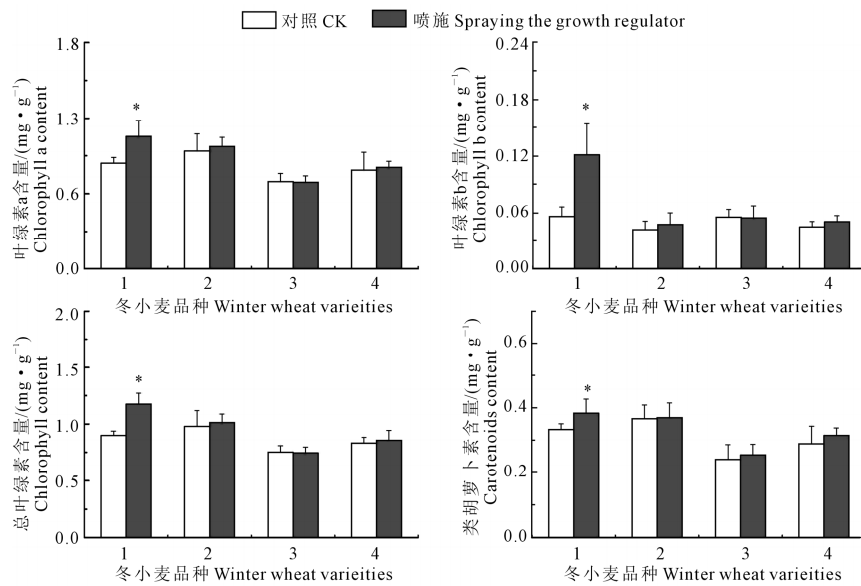 对照 CK 喷施 Spraying the growth regulator
叶绿素a含量/(mg·g⁻¹)
Chlorophyll a content
1.8
1.3
0.6
0.0
*
1 2 3 4
冬小麦品种 Winter wheat varieities
叶绿素b含量/(mg·g⁻¹)
Chlorophyll b content
0.24
0.18
0.12
0.06
0.00
*
1 2 3 4
冬小麦品种 Winter wheat varieities
总叶绿素含量/(mg·g⁻¹)
Chlorophyll content
2.0
1.5
1.0
0.5
0.0
*
1 2 3 4
冬小麦品种 Winter wheat varieities
类胡萝卜素含量/(mg·g⁻¹)
Carotenoids content
0.6
0.4
0.2
0.0
*
1 2 3 4
冬小麦品种 Winter wheat varieities